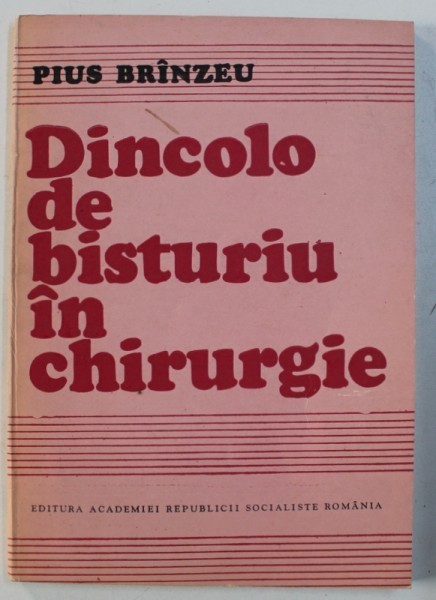 PIUS BRÎNZEU
Dincolo
de
bisturiu
în
chirurgie
EDITURA ACADEMIEI REPUBLICII SOCIALISTE ROMÂNIA